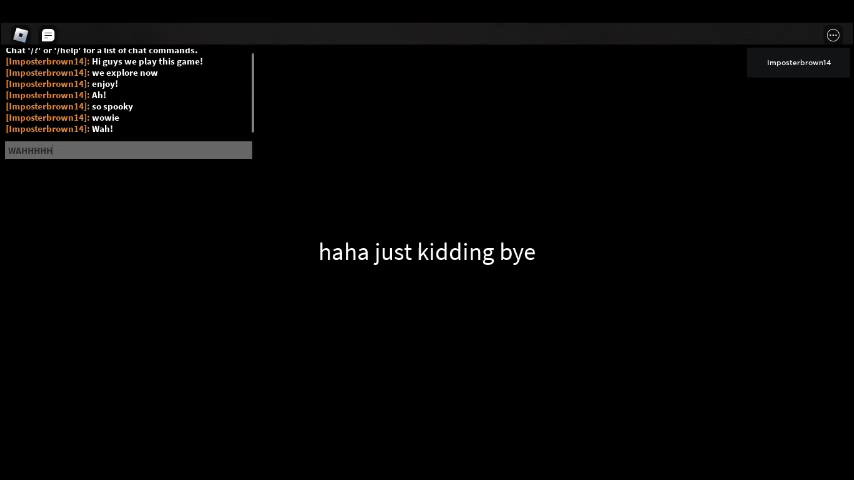 Chat '/?' or '/help' for a list of chat commands.
[Imposterbrown14]: Hi guys we play this game!
[Imposterbrown14]: we explore now
[Imposterbrown14]: enjoy!
[Imposterbrown14]: Ah!
[Imposterbrown14]: so spooky
[Imposterbrown14]: wowie
[Imposterbrown14]: Wah!
WAHHHHH
Imposterbrown14
haha just kidding bye